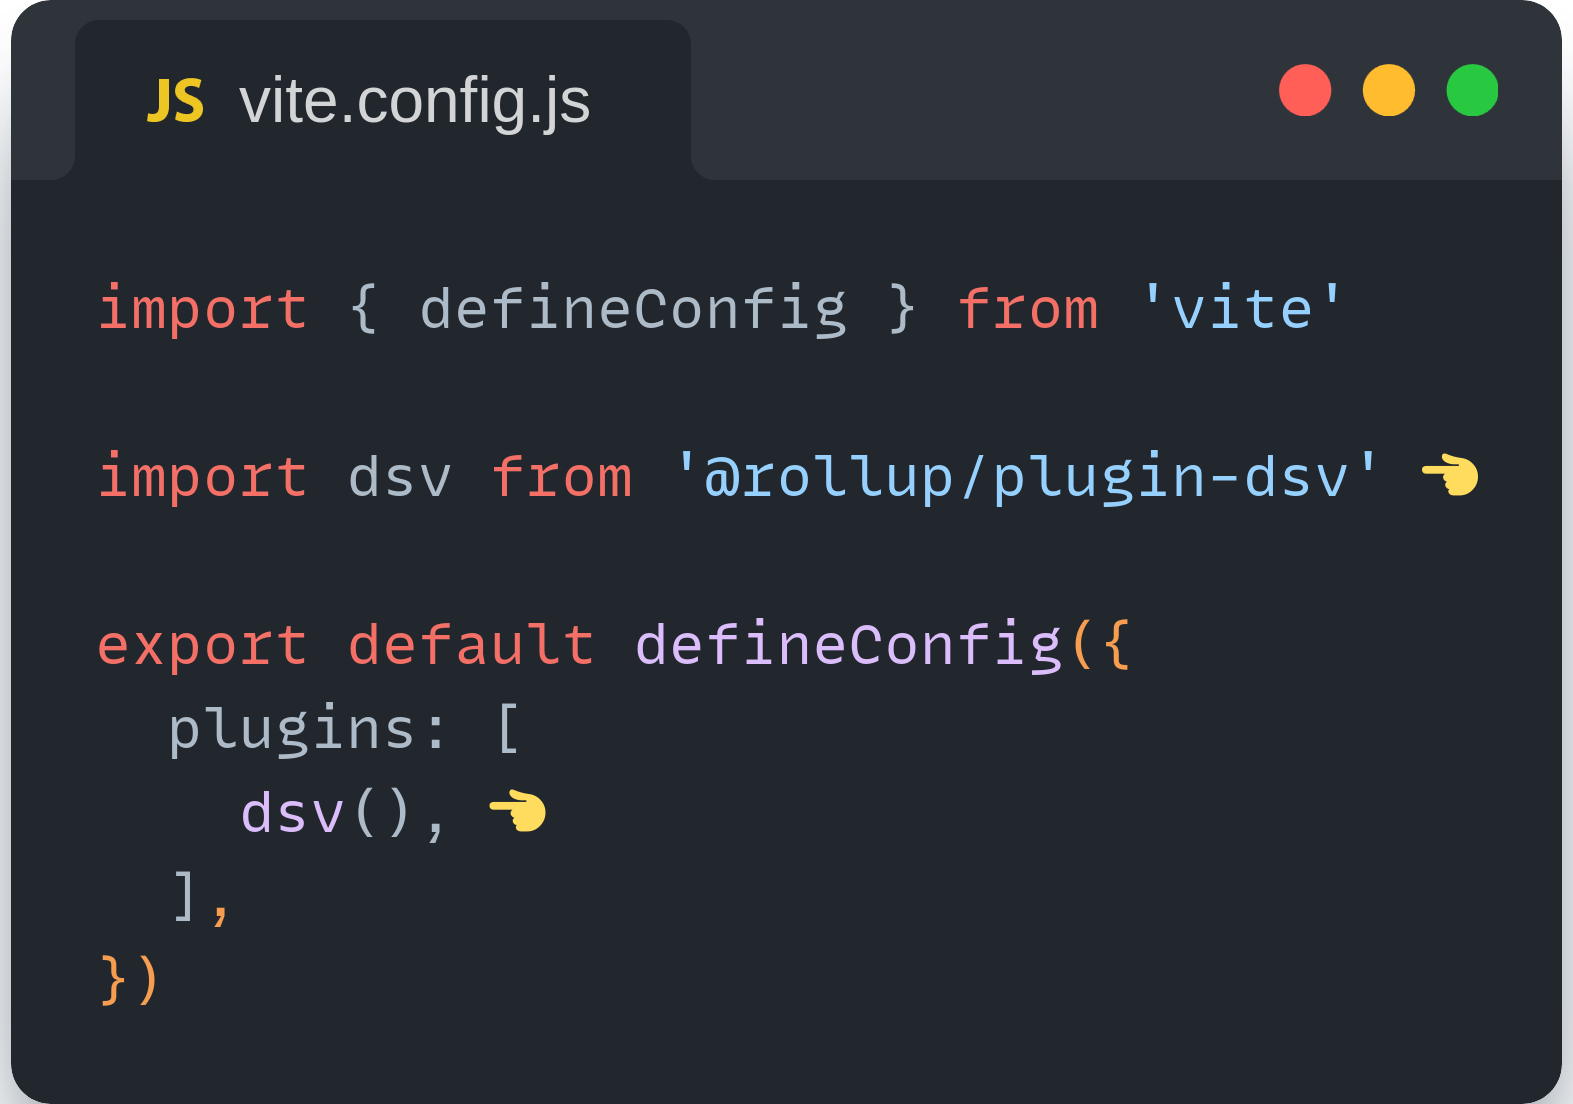 JS vite.config.js
import { defineConfig } from 'vite'
import dsv from '@rollup/plugin-dsv' 👈
export default defineConfig({
  plugins: [
    dsv(), 👈
  ],
})